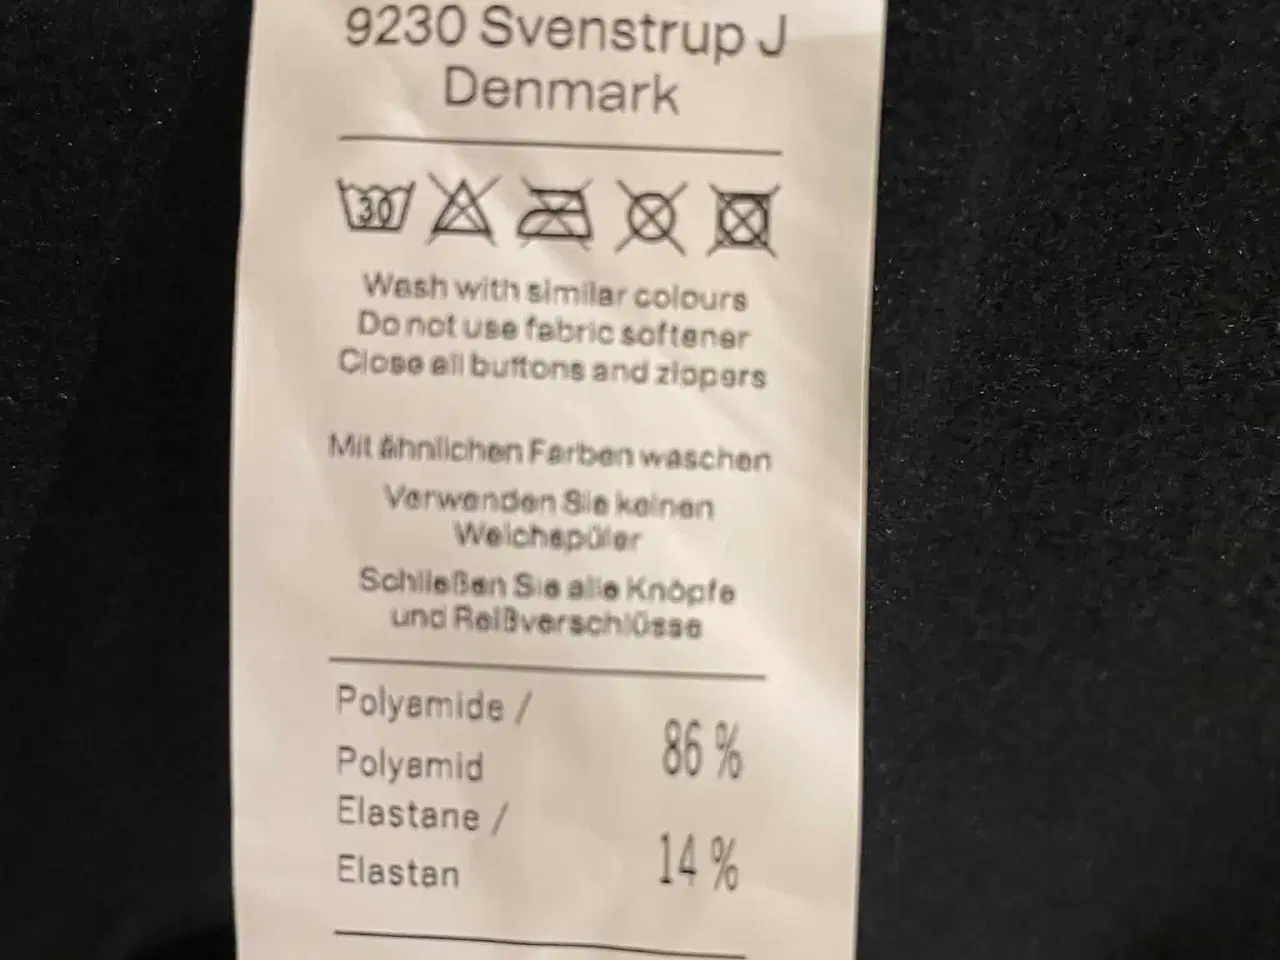 9230 Svenstrup J
Denmark
30
Wash with similar colours
Do not use fabric softener
Close all buttons and zippers
Mit ähnlichen Farben waschen
Verwenden Sie keinen
Weichspüler
Schließen Sie alle Knöpfe
und Reißverschlüsse
Polyamide /
Polyamid
86 %
Elastane /
Elastan
14 %